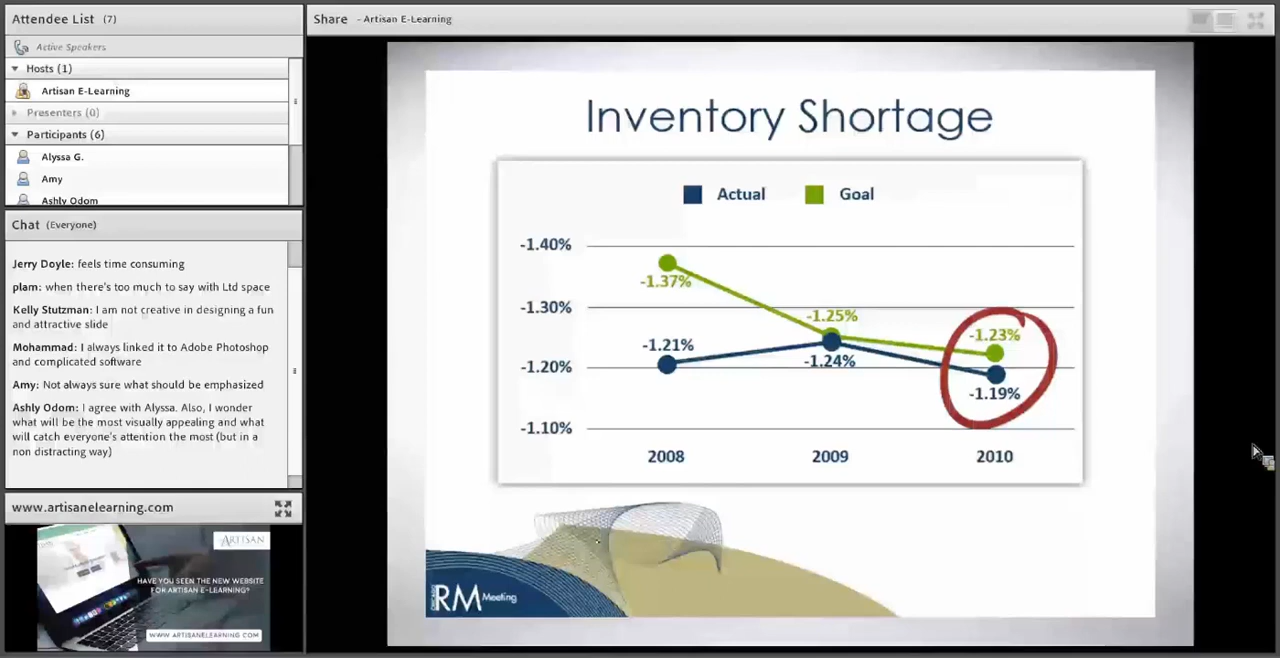 Attendee List (7)
Active Speakers
Hosts (1)
Artisan E-Learning
Presenters (0)
Participants (6)
Alyssa G.
Amy
Ashly Odom
Chat (Everyone)
Jerry Doyle: feels time consuming
plam: when there's too much to say with Ltd space
Kelly Stutzman: I am not creative in designing a fun
and attractive slide
Mohammad: I always linked it to Adobe Photoshop
and complicated software
Amy: Not always sure what should be emphasized
Ashly Odom: I agree with Alyssa. Also, I wonder
what will be the most visually appealing and what
will catch everyone's attention the most (but in a
non distracting way)
www.artisanelearning.com
ARTISAN
HAVE YOU SEEN THE NEW WEBSITE
FOR ARTISAN E-LEARNING?
WWW.ARTISANELEARNING.COM
Share - Artisan E-Learning
Inventory Shortage
Actual Goal
-1.40%
-1.37%
-1.30%
-1.25% -1.23%
-1.21%
-1.20% -1.24%
-1.19%
-1.10%
2008 2009 2010
RM Meeting